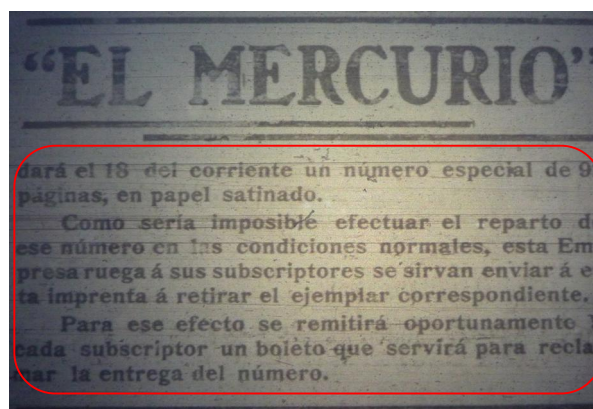 “EL MERCURIO”
dará el 18 del corriente un número especial de 9
páginas, en papel satinado.
Como sería imposible efectuar el reparto d
ese número en las condiciones normales, esta Em
presa ruega á sus subscriptores se sirvan enviar á e
ta imprenta á retirar el ejemplar correspondiente.
Para ese efecto se remitirá oportunamento
cada subscriptor un boleto que servirá para recla
mar la entrega del número.